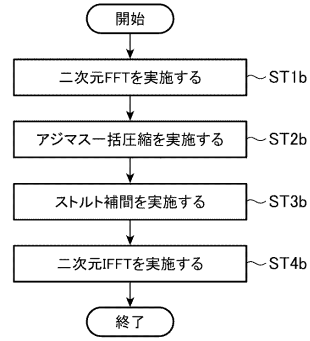 開始
二次元FFTを実施する
ST1b
アジマス一括圧縮を実施する
ST2b
ストルト補間を実施する
ST3b
二次元IFFTを実施する
ST4b
終了